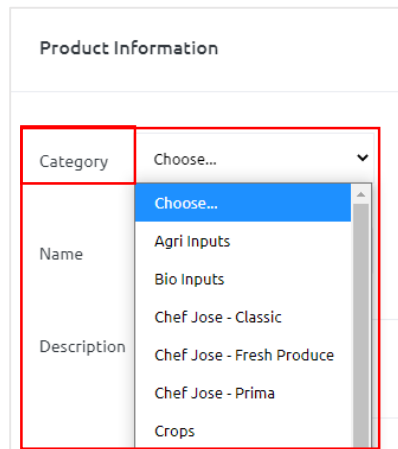 Product Information
Category Choose...
Choose...
Agri Inputs
Name
Bio Inputs
Chef Jose - Classic
Description
Chef Jose - Fresh Produce
Chef Jose - Prima
Crops